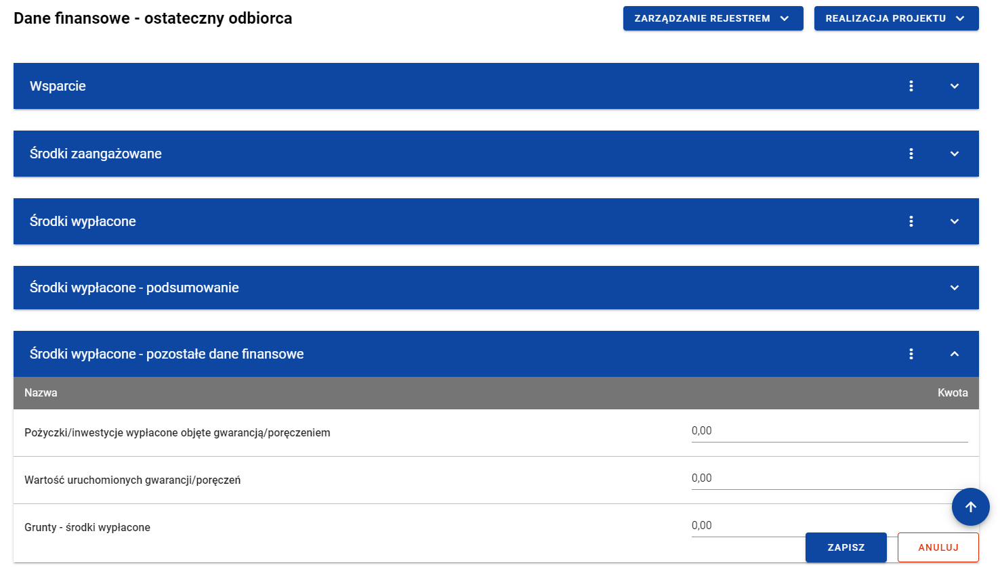 Dane finansowe - ostateczny odbiorca
ZARZĄDZANIE REJESTREM
REALIZACJA PROJEKTU
Wsparcie
Środki zaangażowane
Środki wypłacone
Środki wypłacone - podsumowanie
Środki wypłacone - pozostałe dane finansowe
Nazwa
Kwota
Pożyczki/inwestycje wypłacone objęte gwarancją/poręczeniem
0,00
Wartość uruchomionych gwarancji/poręczeń
0,00
Grunty - środki wypłacone
0,00
ZAPISZ
ANULUJ